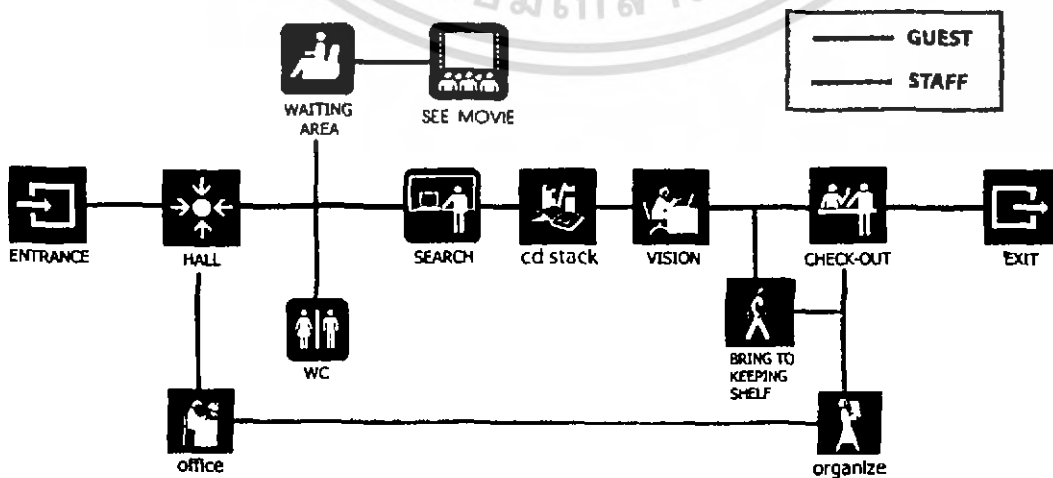 GUEST
STAFF
WAITING
AREA
SEE MOVIE
ENTRANCE
HALL
SEARCH
cd stack
VISION
CHECK-OUT
EXIT
WC
BRING TO
KEEPING
SHELF
office
organize